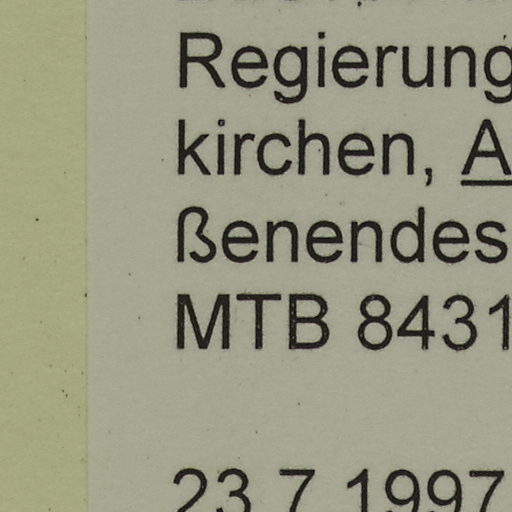 Regierung
kirchen, A
ßenendes
MTB 8431
23.7.1997